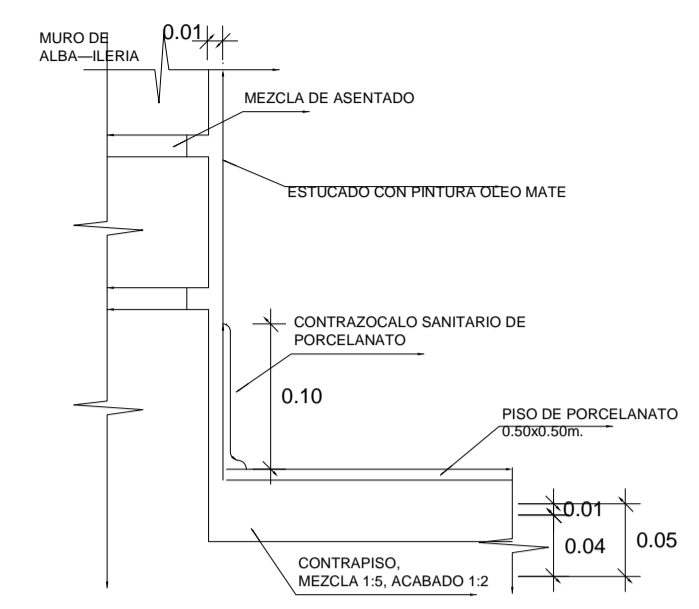 MURO DE
ALBA—ILERIA
0.01
MEZCLA DE ASENTADO
ESTUCADO CON PINTURA OLEO MATE
CONTRAZOCALO SANITARIO DE
PORCELANATO
0.10
PISO DE PORCELANATO
0.50x0.50m.
0.01
0.04
0.05
CONTRAPISO,
MEZCLA 1:5, ACABADO 1:2